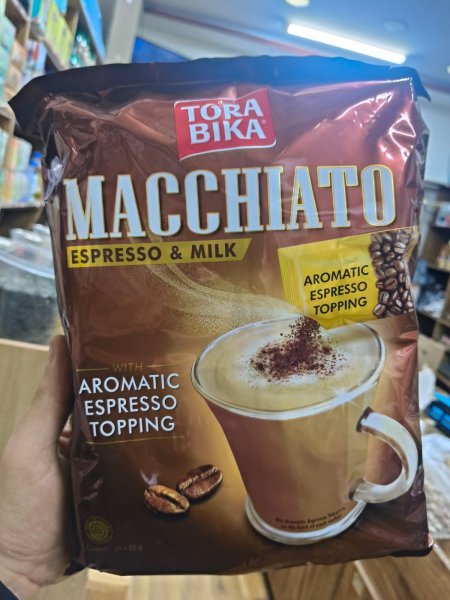 TORA
BIKA
MACCHIATO
ESPRESSO & MILK
AROMATIC
ESPRESSO
TOPPING
WITH
AROMATIC
ESPRESSO
TOPPING